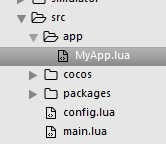 simulator
src
app
MyApp.lua
cocos
packages
config.lua
main.lua